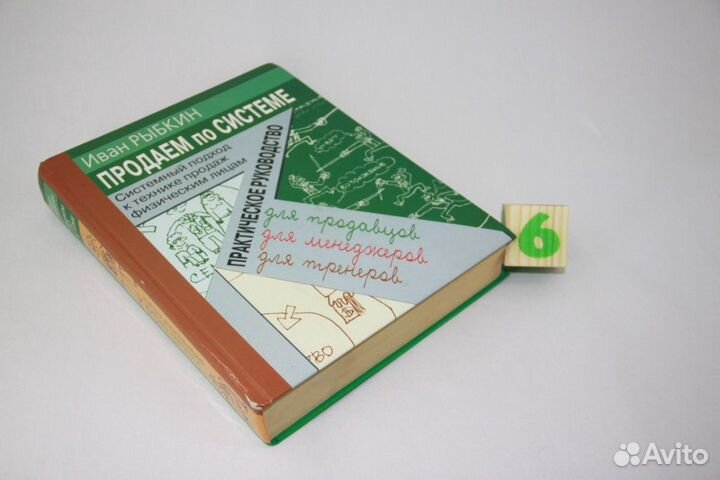 Иван РЫБКИН
ПРОДАЕМ по СИСТЕМЕ
Системный подход
к технике продаж
физическим лицам
ПРАКТИЧЕСКОЕ РУКОВОДСТВО
для продавцов
для менеджеров
для тренеров
6
Avito